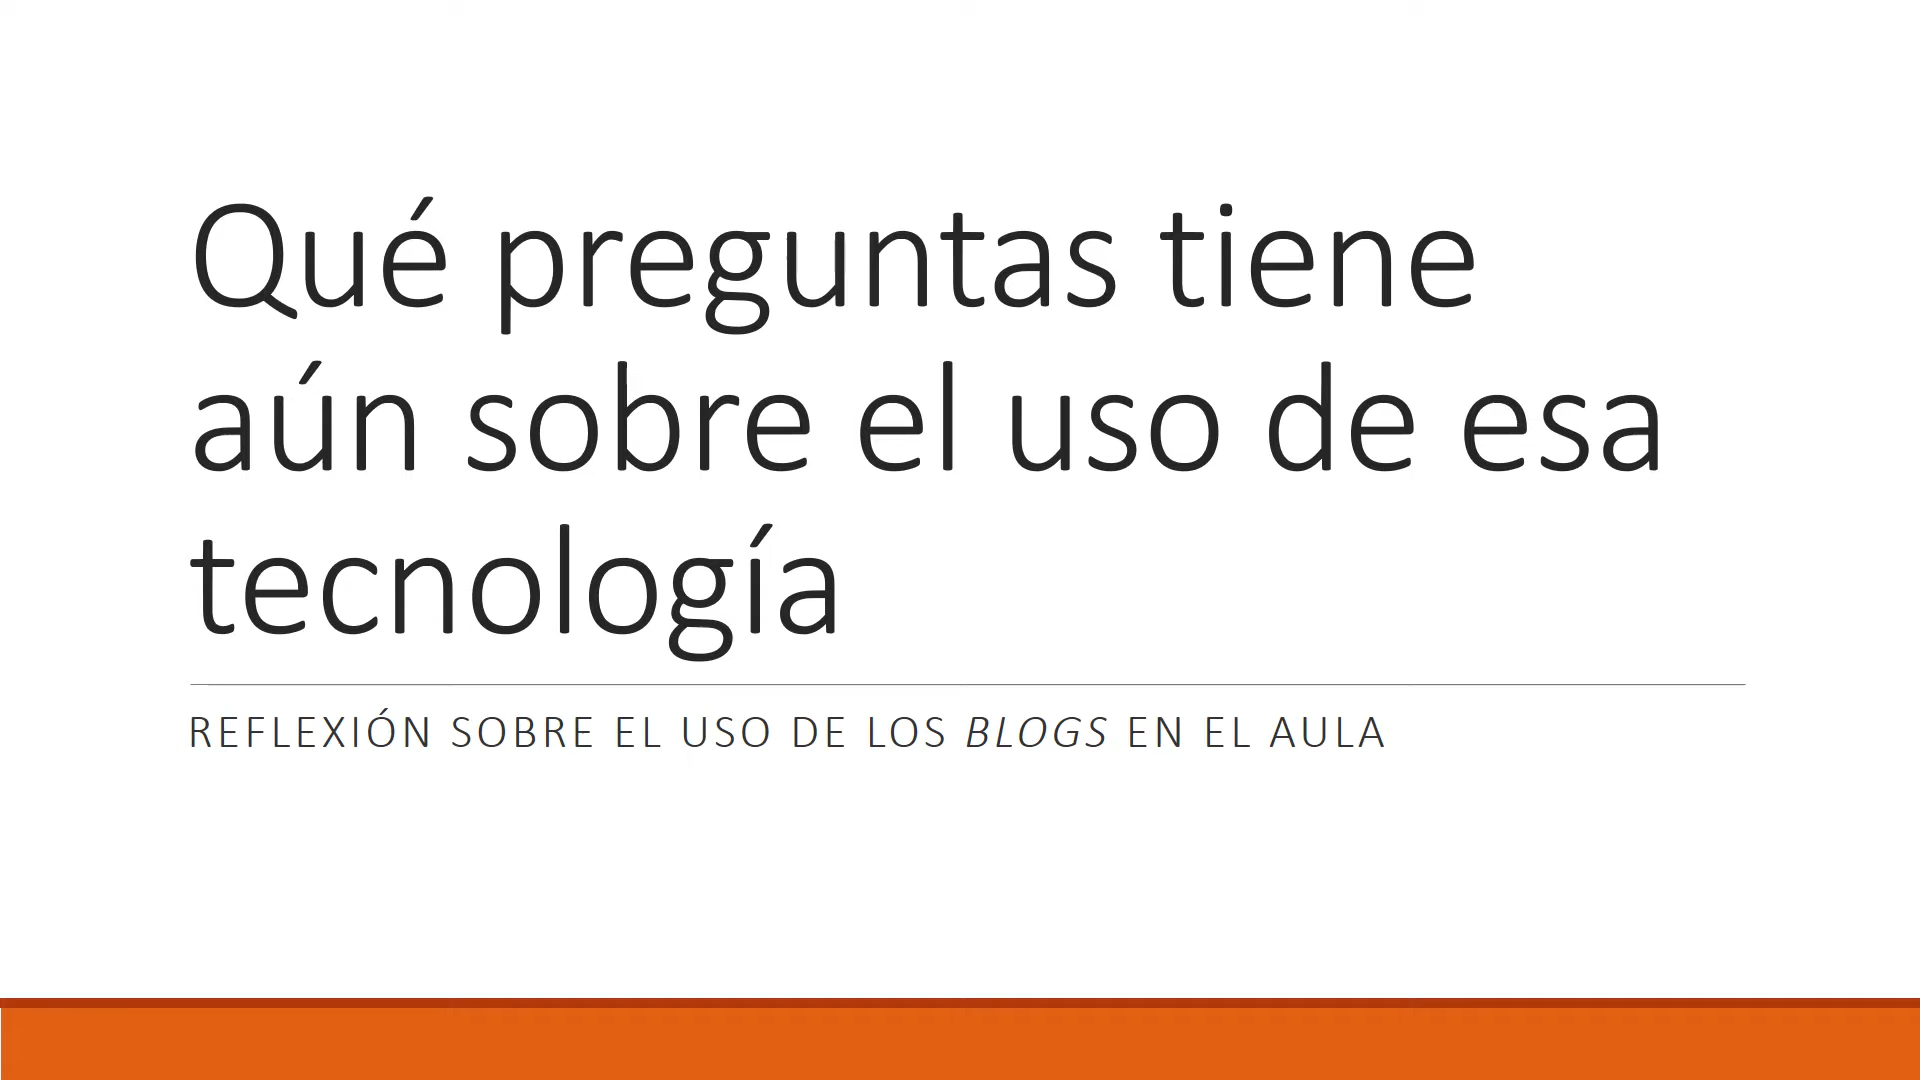 Qué preguntas tiene
aún sobre el uso de esa
tecnología
REFLEXIÓN SOBRE EL USO DE LOS BLOGS EN EL AULA